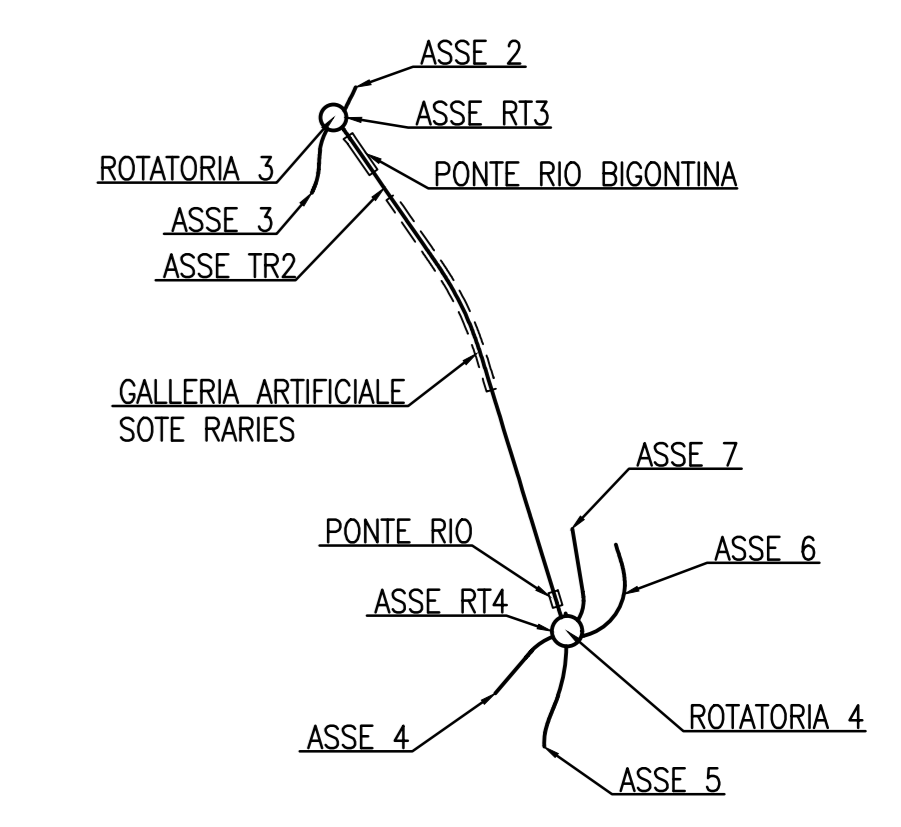 ASSE 2
ASSE RT3
ROTATORIA 3
PONTE RIO BIGONTINA
ASSE 3
ASSE TR2
GALLERIA ARTIFICIALE
SOTE RARIES
ASSE 7
PONTE RIO
ASSE 6
ASSE RT4
ROTATORIA 4
ASSE 4
ASSE 5